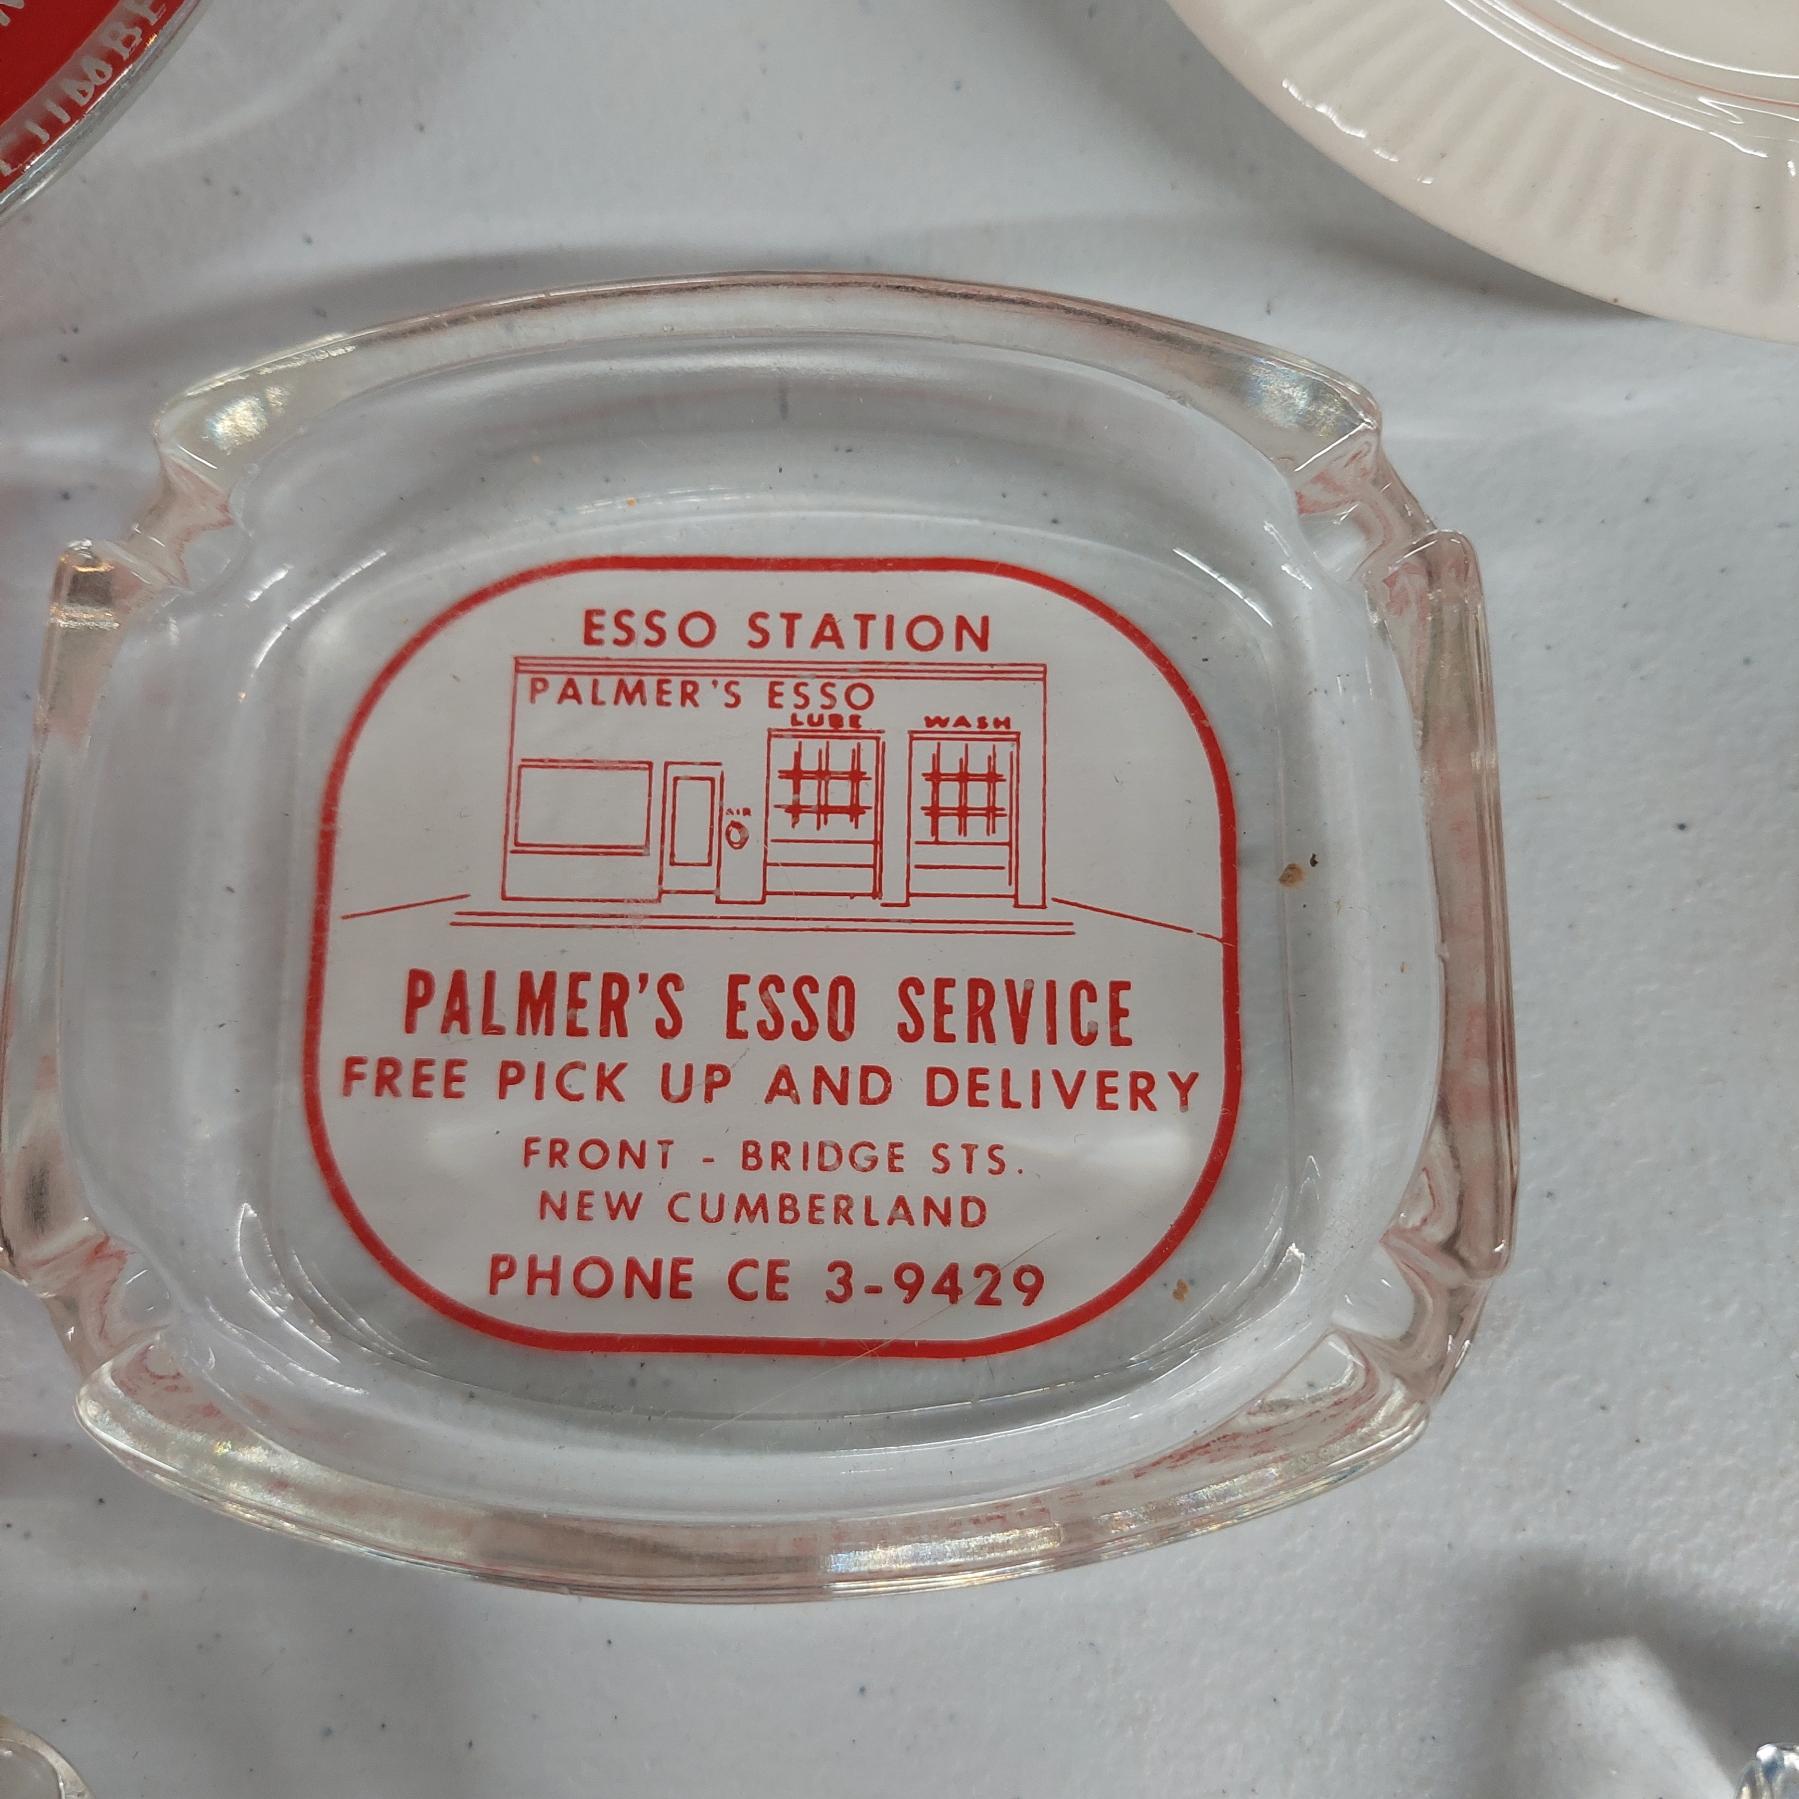 ESSO STATION
PALMER'S ESSO
LUBE WASH
AIR
PALMER'S ESSO SERVICE
FREE PICK UP AND DELIVERY
FRONT - BRIDGE STS.
NEW CUMBERLAND
PHONE CE 3-9429